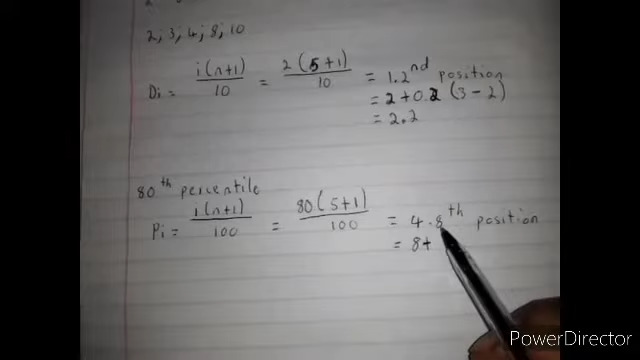 2; 3; 4; 8; 10
Di = i(n+1)/10 = 2(5+1)/10 = 1.2nd position
= 2+0.2 (3-2)
= 2.2
80th percentile
Pi = i(n+1)/100 = 80(5+1)/100 = 4.8th position
= 8+
PowerDirector